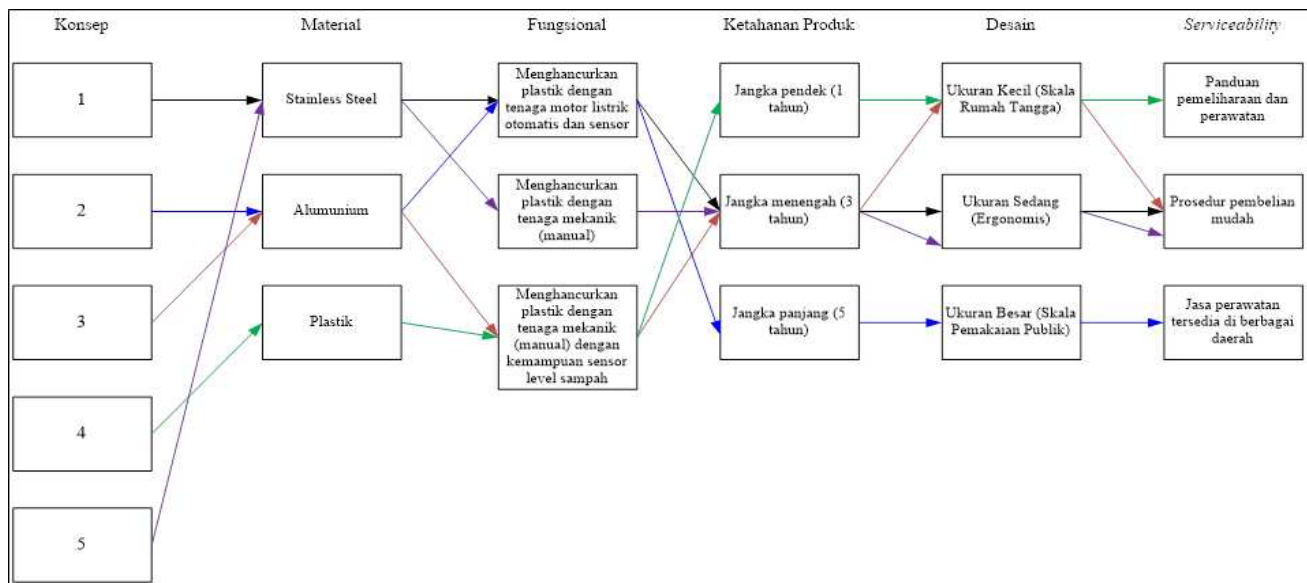 Konsep
Material
Fungsional
Ketahanan Produk
Desain
Serviceability
1
Stainless Steel
Menghancurkan
plastik dengan
tenaga motor listrik
otomatis dan sensor
Jangka pendek (1
tahun)
Ukuran Kecil (Skala
Rumah Tangga)
Panduan
pemeliharaan dan
perawatan
2
Alumunium
Menghancurkan
plastik dengan
tenaga mekanik
(manual)
Jangka menengah (3
tahun)
Ukuran Sedang
(Ergonomis)
Prosedur pembelian
mudah
3
Plastik
Menghancurkan
plastik dengan
tenaga mekanik
(manual) dengan
kemampuan sensor
level sampah
Jangka panjang (5
tahun)
Ukuran Besar (Skala
Pemakaian Publik)
Jasa perawatan
tersedia di berbagai
daerah
4
5